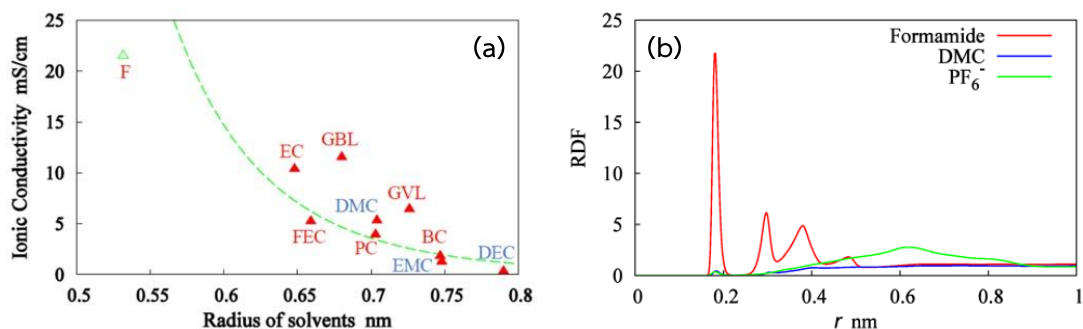 25
20
15
10
5
0
Ionic Conductivity mS/cm
(a)
F
EC
GBL
FEC
DMC
PC
GVL
BC
EMC
DEC
0.5
0.55
0.6
0.65
0.7
0.75
0.8
Radius of solvents nm
25
20
15
10
5
0
RDF
(b)
Formamide
DMC
PF₆⁻
0
0.2
0.4
0.6
0.8
1
r nm